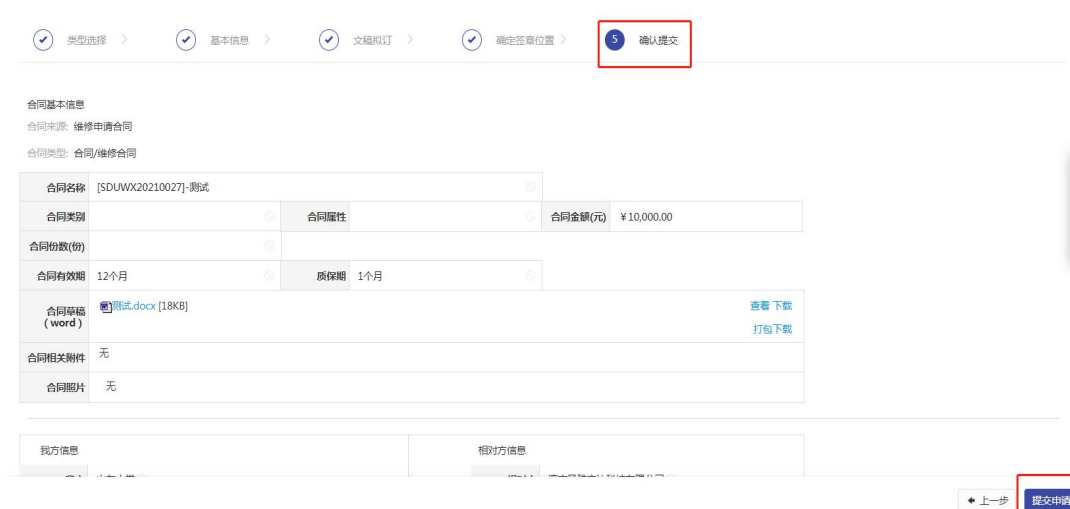 类型选择 基本信息 文稿拟订 确定签章位置 5 确认提交
合同基本信息
合同来源: 维修申请合同
合同类型: 合同/维修合同
合同名称 [SDUWX20210027]-测试
合同类别 合同属性 合同金额(元) ¥10,000.00
合同份数(份)
合同有效期 12个月 质保期 1个月
合同草稿
(word)
测试.docx [18KB] 查看 下载
打包下载
合同相关附件 无
合同照片 无
我方信息 相对方信息
上一步 提交申请